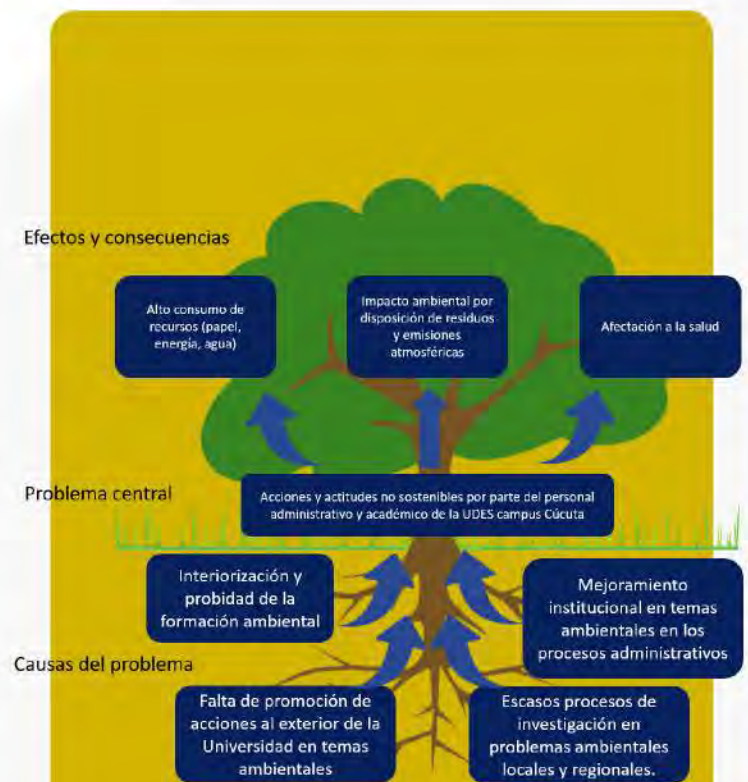 Efectos y consecuencias
Alto consumo de
recursos (papel,
energía, agua)
Impacto ambiental por
disposición de residuos
y emisiones
atmosféricas
Afectación a la salud
Problema central
Acciones y actitudes no sostenibles por parte del personal
administrativo y académico de la UDES campus Cúcuta
Interiorización y
probidad de la
formación ambiental
Mejoramiento
institucional en temas
ambientales en los
procesos administrativos
Causas del problema
Falta de promoción de
acciones al exterior de la
Universidad en temas
ambientales
Escasos procesos de
investigación en
problemas ambientales
locales y regionales.